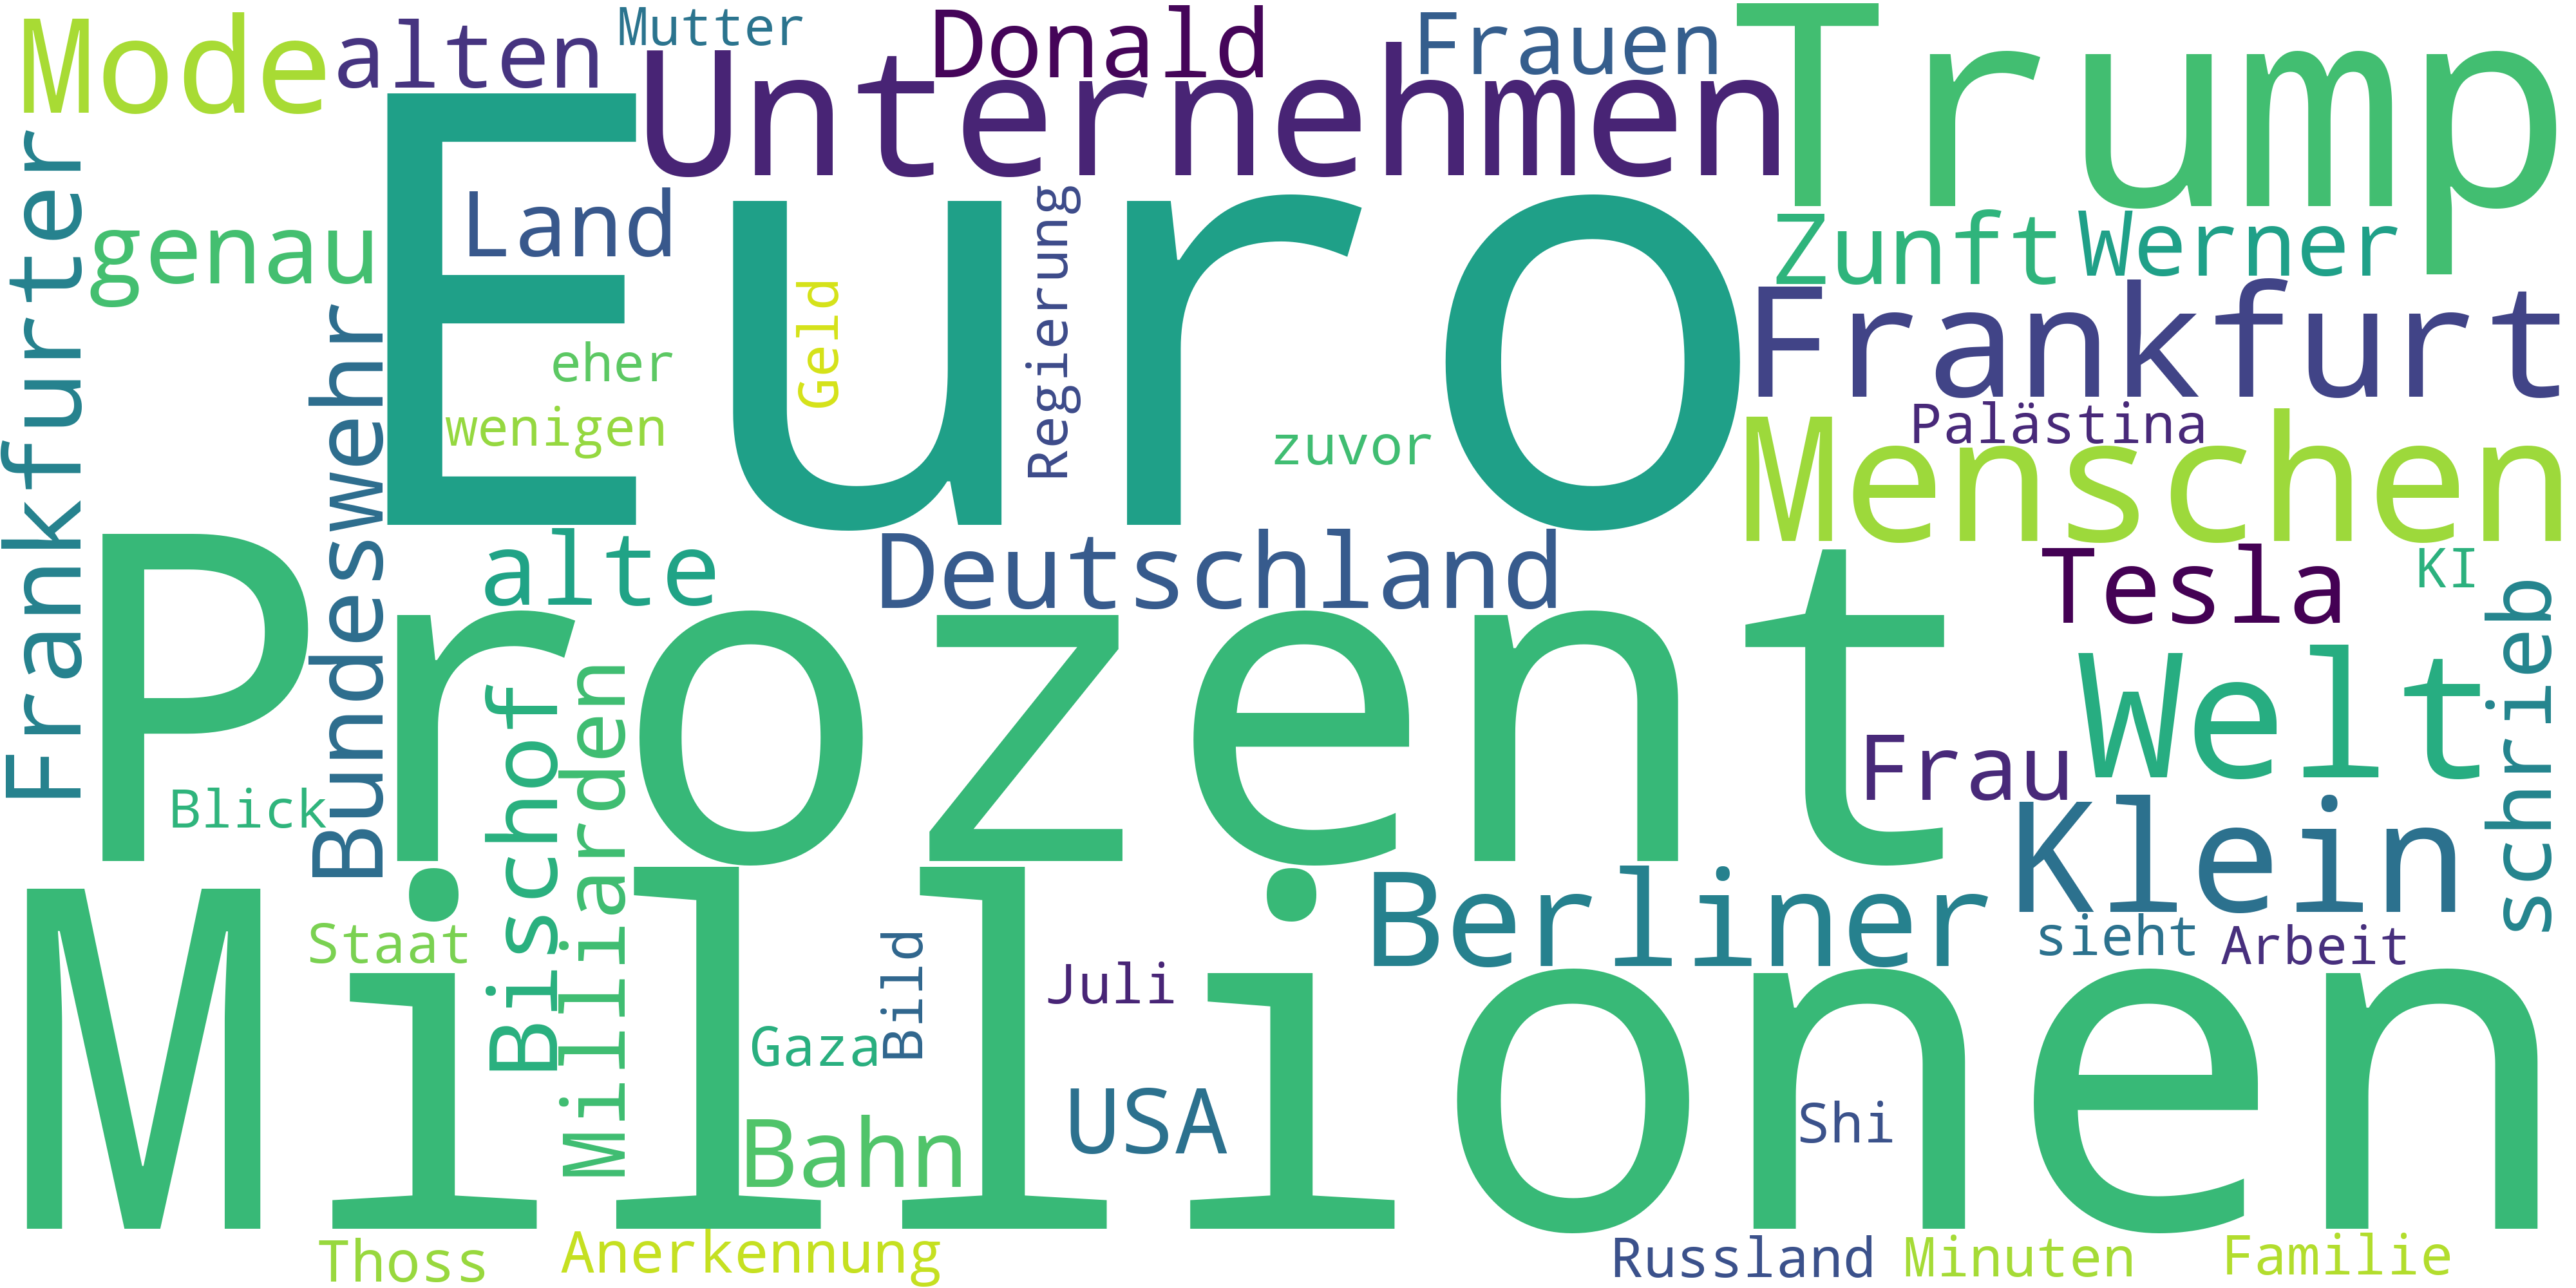 Mode
alten
Mutter
Donald
Frauen
Trump
Unternehmen
Euro
Land
genau
Frankfurter
Bundeswehr
Regierung
Geld
eher
wenigen
zuvor
Zunft
Werner
Frankfurt
Palästina
Menschen
alte
Deutschland
Tesla
KI
Prozent
Welt
schrieb
Frau
Klein
Blick
Bischof
Milliarden
Berliner
Staat
sieht
Arbeit
Millionen
Bild
Juli
Gaza
USA
Bahn
Shi
Thoss
Anerkennung
Russland
Minuten
Familie